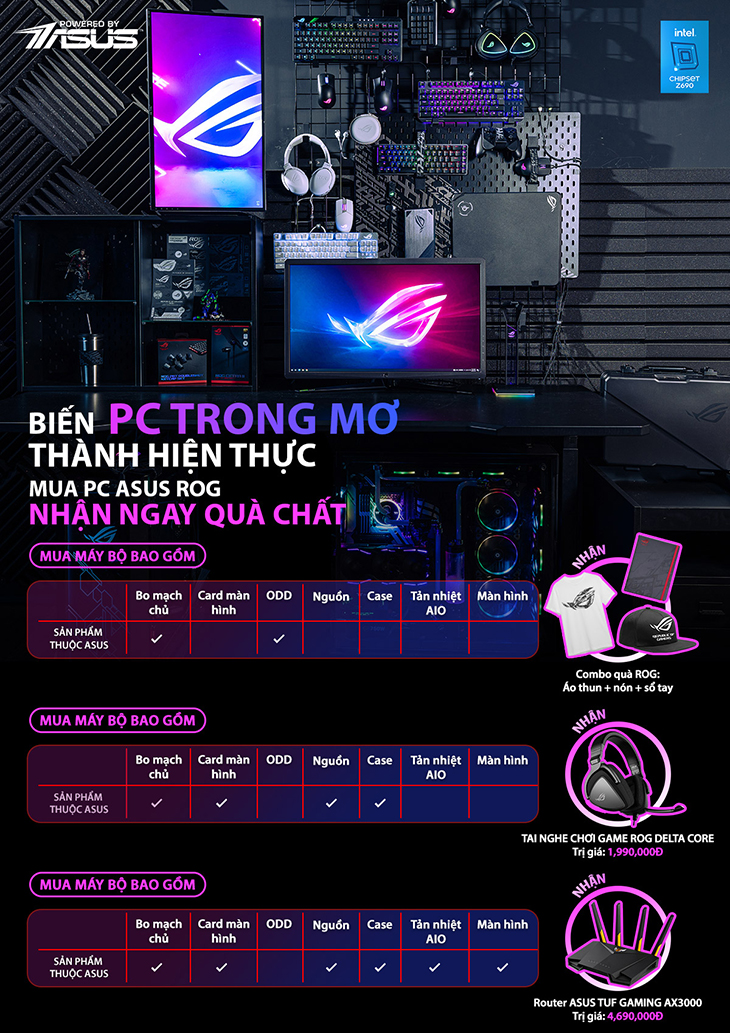 POWERED BY
ASUS
intel.
CHIPSET
Z690
BIẾN PC TRONG MƠ
THÀNH HIỆN THỰC
MUA PC ASUS ROG
NHẬN NGAY QUÀ CHẤT
MUA MÁY BỘ BAO GỒM
Bo mạch chủ Card màn hình ODD Nguồn Case Tản nhiệt AIO Màn hình
SẢN PHẨM THUỘC ASUS ✓ ✓
NHẬN
REPUBLIC OF
GAMERS
Combo quà ROG:
Áo thun + nón + sổ tay
MUA MÁY BỘ BAO GỒM
Bo mạch chủ Card màn hình ODD Nguồn Case Tản nhiệt AIO Màn hình
SẢN PHẨM THUỘC ASUS ✓ ✓ ✓ ✓
NHẬN
TAI NGHE CHƠI GAME ROG DELTA CORE
Trị giá: 1,990,000Đ
MUA MÁY BỘ BAO GỒM
Bo mạch chủ Card màn hình ODD Nguồn Case Tản nhiệt AIO Màn hình
SẢN PHẨM THUỘC ASUS ✓ ✓ ✓ ✓ ✓ ✓
NHẬN
Router ASUS TUF GAMING AX3000
Trị giá: 4,690,000Đ